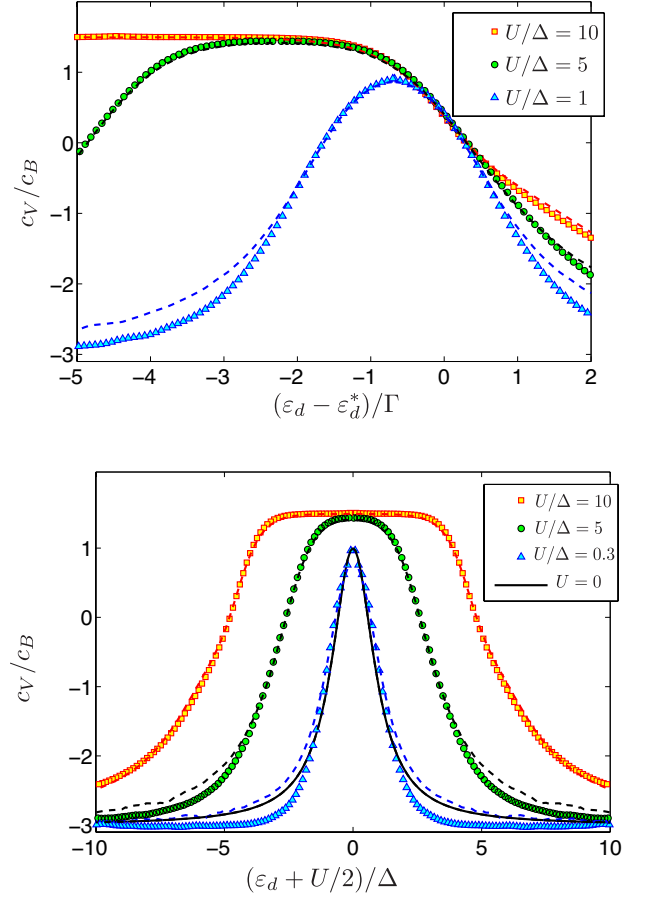 1
0
−1
−2
−3
c_V/c_B
U/Δ = 10
U/Δ = 5
U/Δ = 1
−5 −4 −3 −2 −1 0 1 2
(ε_d − ε_d^*)/Γ
1
0
−1
−2
−3
c_V/c_B
U/Δ = 10
U/Δ = 5
U/Δ = 0.3
U = 0
−10 −5 0 5 10
(ε_d + U/2)/Δ